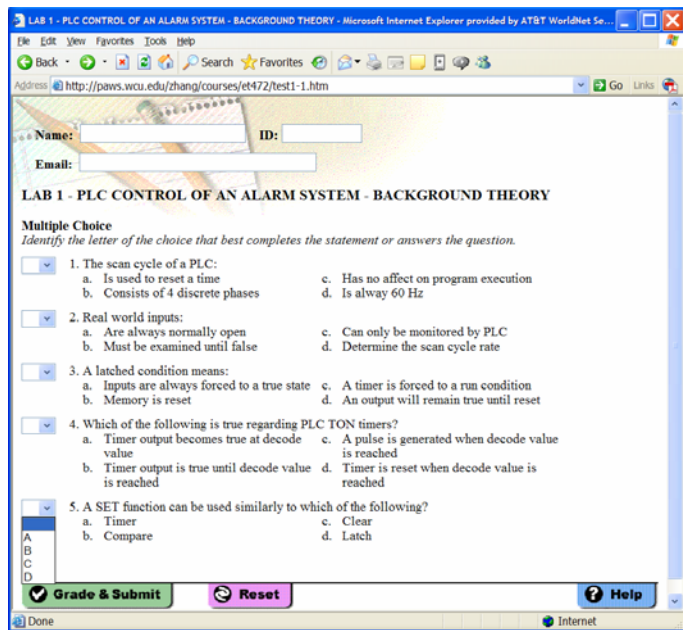 LAB 1 - PLC CONTROL OF AN ALARM SYSTEM - BACKGROUND THEORY - Microsoft Internet Explorer provided by AT&T WorldNet Se...
File Edit View Favorites Tools Help
Back Search Favorites
Address http://paws.wcu.edu/zhang/courses/et472/test1-1.htm Go Links
Name: ID:
Email:
LAB 1 - PLC CONTROL OF AN ALARM SYSTEM - BACKGROUND THEORY
Multiple Choice
Identify the letter of the choice that best completes the statement or answers the question.
1. The scan cycle of a PLC:
a. Is used to reset a time c. Has no affect on program execution
b. Consists of 4 discrete phases d. Is alway 60 Hz
2. Real world inputs:
a. Are always normally open c. Can only be monitored by PLC
b. Must be examined until false d. Determine the scan cycle rate
3. A latched condition means:
a. Inputs are always forced to a true state c. A timer is forced to a run condition
b. Memory is reset d. An output will remain true until reset
4. Which of the following is true regarding PLC TON timers?
a. Timer output becomes true at decode c. A pulse is generated when decode value
value is reached
b. Timer output is true until decode value d. Timer is reset when decode value is
is reached reached
5. A SET function can be used similarly to which of the following?
a. Timer c. Clear
b. Compare d. Latch
A
B
C
D
Grade & Submit Reset Help
Done Internet